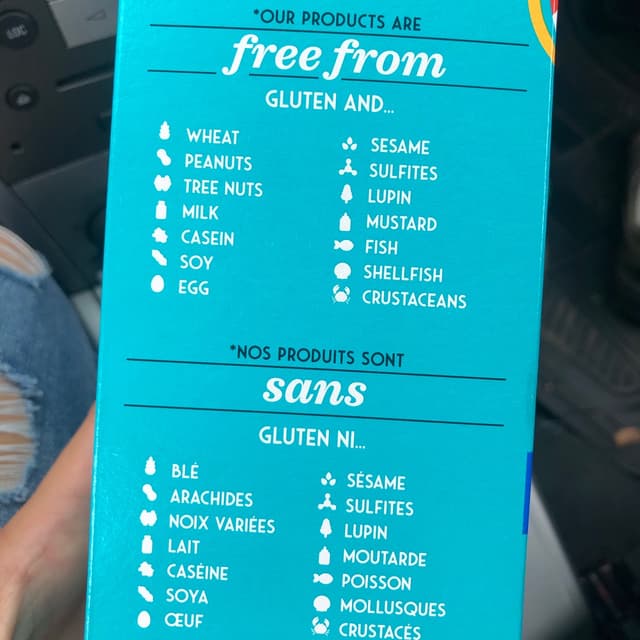 *OUR PRODUCTS ARE
free from
GLUTEN AND...
WHEAT
PEANUTS
TREE NUTS
MILK
CASEIN
SOY
EGG
SESAME
SULFITES
LUPIN
MUSTARD
FISH
SHELLFISH
CRUSTACEANS
*NOS PRODUITS SONT
sans
GLUTEN NI...
BLÉ
ARACHIDES
NOIX VARIÉES
LAIT
CASÉINE
SOYA
ŒUF
SÉSAME
SULFITES
LUPIN
MOUTARDE
POISSON
MOLLUSQUES
CRUSTACÉS